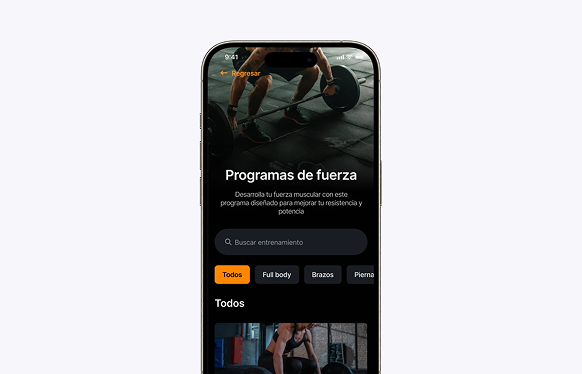 9:41
← Regresar
Programas de fuerza
Desarrolla tu fuerza muscular con este
programa diseñado para mejorar tu resistencia y
potencia
Buscar entrenamiento
Todos Full body Brazos Pierna
Todos